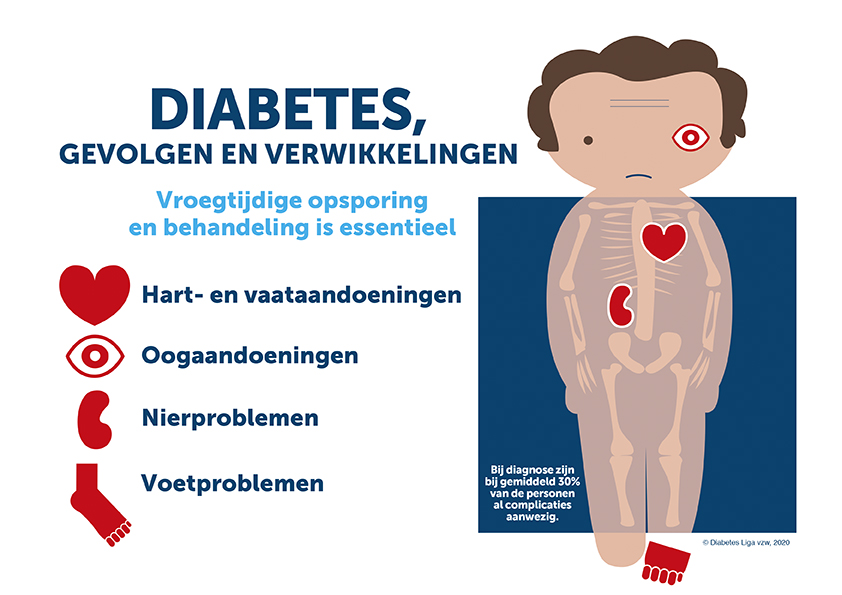 DIABETES,
GEVOLGEN EN VERWIKKELINGEN
Vroegtijdige opsporing
en behandeling is essentieel
Hart- en vaataandoeningen
Oogaandoeningen
Nierproblemen
Voetproblemen
Bij diagnose zijn
bij gemiddeld 30%
van de personen
al complicaties
aanwezig.
© Diabetes Liga vzw, 2020